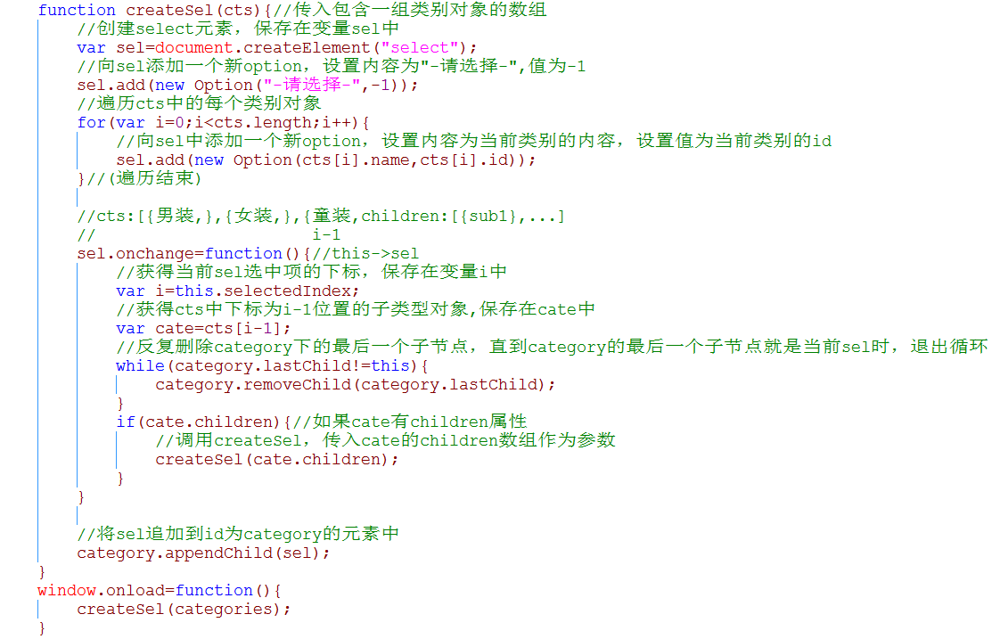 function createSel(cts){//传入包含一组类别对象的数组
//创建select元素，保存在变量sel中
var sel=document.createElement("select");
//向sel添加一个新option，设置内容为"-请选择-",值为-1
sel.add(new Option("-请选择-",-1));
//遍历cts中的每个类别对象
for(var i=0;i<cts.length;i++){
//向sel中添加一个新option，设置内容为当前类别的内容，设置值为当前类别的id
sel.add(new Option(cts[i].name,cts[i].id));
}//(遍历结束)
//cts:[{男装,},{女装,},{童装,children:[{sub1},...]
// i-1
sel.onchange=function(){//this->sel
//获得当前sel选中项的下标，保存在变量i中
var i=this.selectedIndex;
//获得cts中下标为i-1位置的子类型对象,保存在cate中
var cate=cts[i-1];
//反复删除category下的最后一个子节点，直到category的最后一个子节点就是当前sel时，退出循环
while(category.lastChild!=this){
category.removeChild(category.lastChild);
}
if(cate.children){//如果cate有children属性
//调用createSel，传入cate的children数组作为参数
createSel(cate.children);
}
}
//将sel追加到id为category的元素中
category.appendChild(sel);
}
window.onload=function(){
createSel(categories);
}